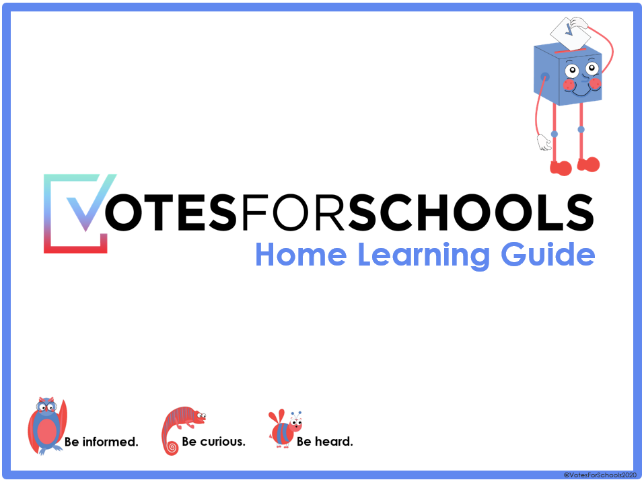 VOTESFORSCHOOLS
Home Learning Guide
Be informed. Be curious. Be heard.
©VotesForSchools2020